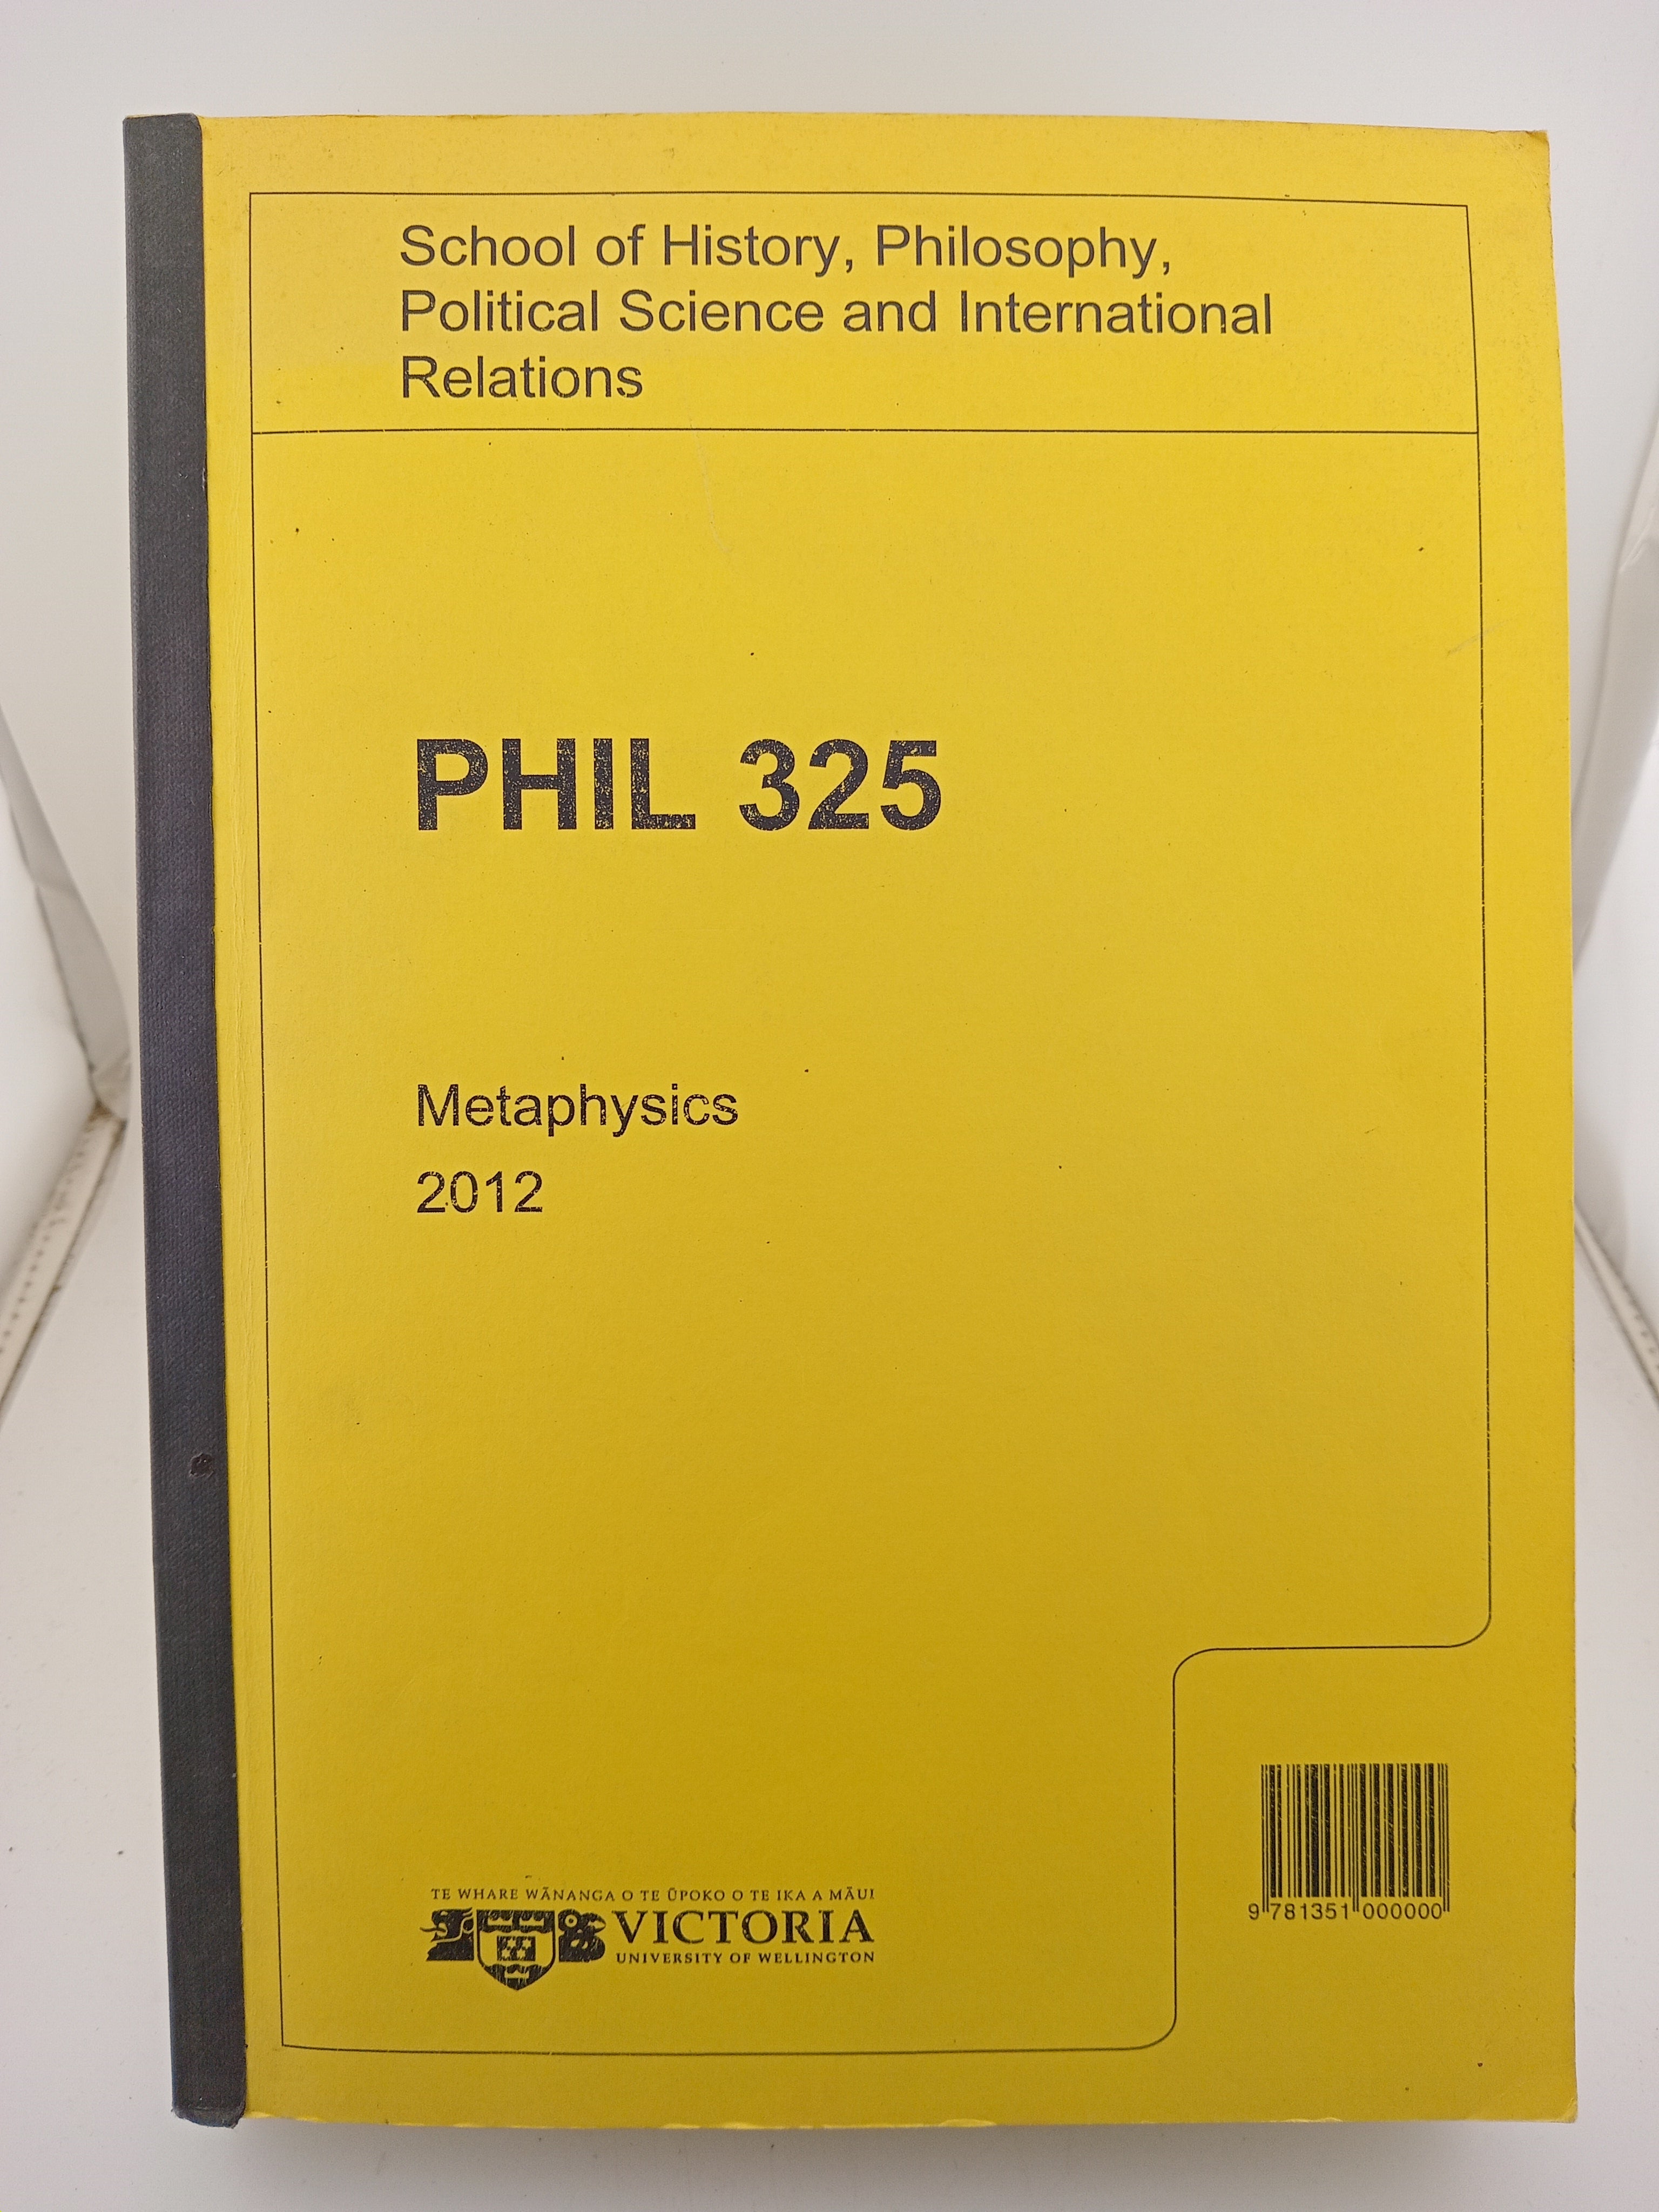 School of History, Philosophy,
Political Science and International
Relations
PHIL 325
Metaphysics
2012
TE WHARE WĀNANGA O TE ŪPOKO O TE IKA A MĀUI
VICTORIA
UNIVERSITY OF WELLINGTON
9 781351 000000